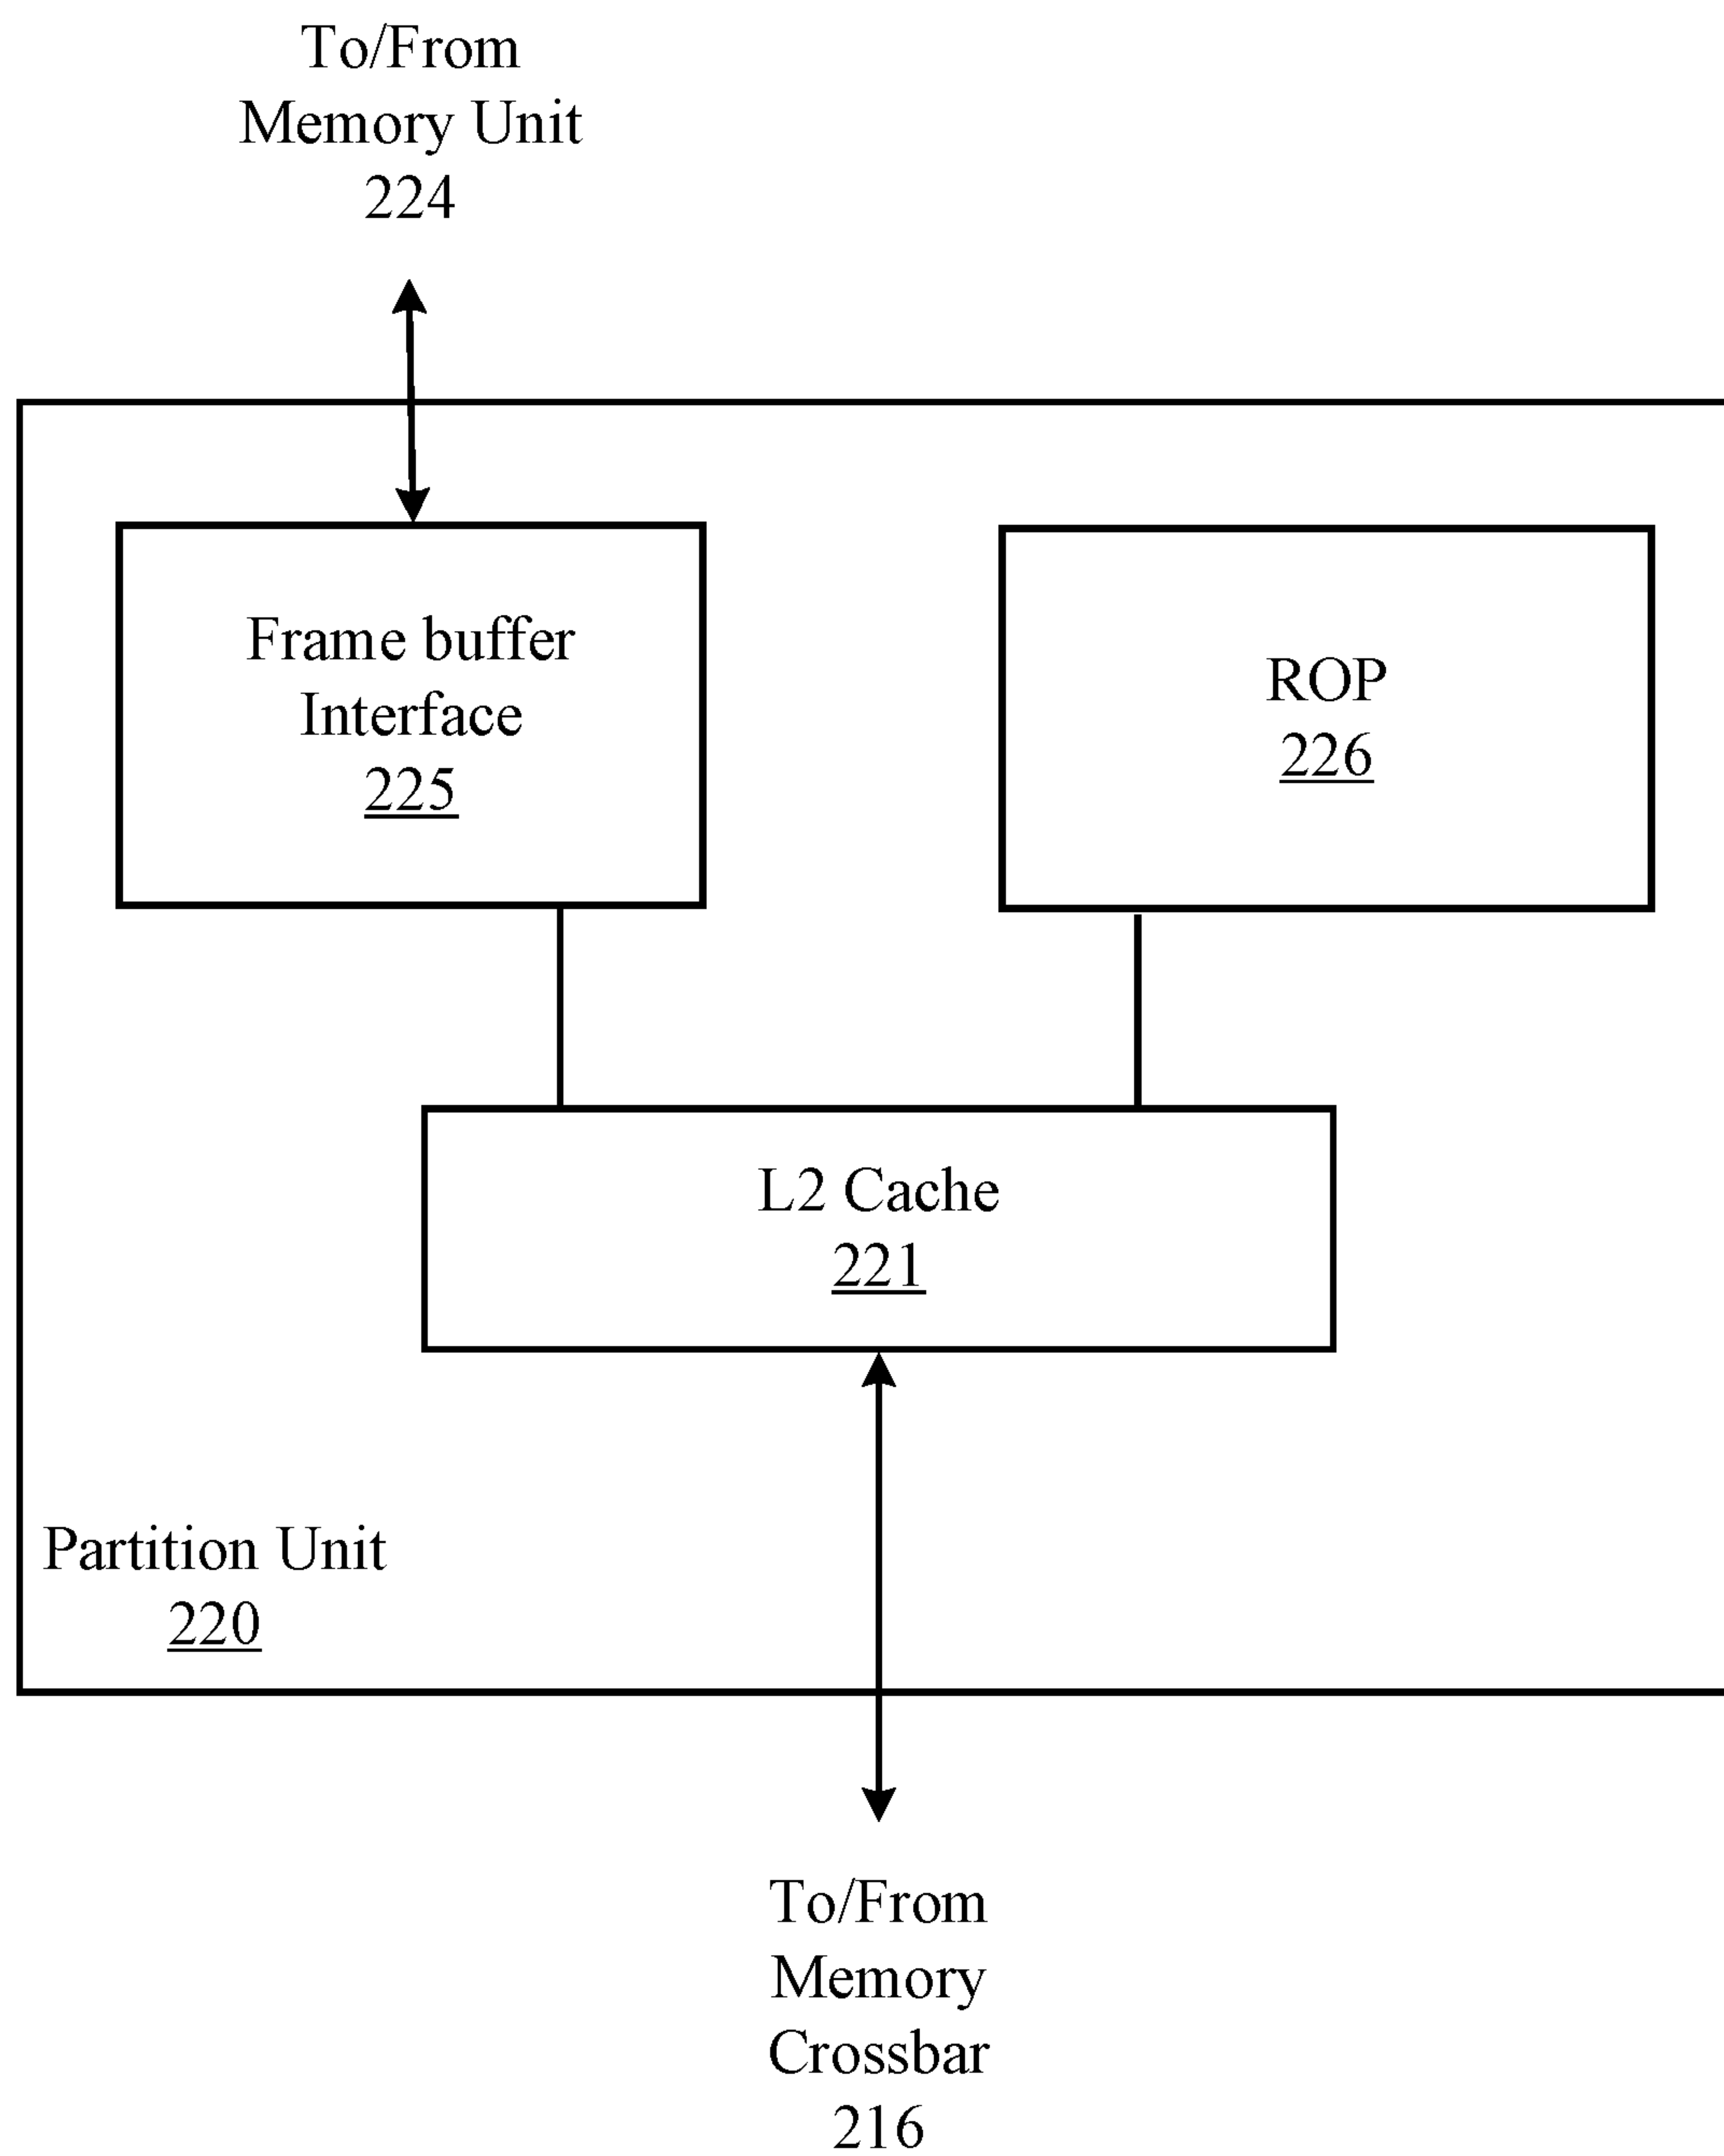 To/From
Memory Unit
224
Frame buffer
Interface
225
ROP
226
L2 Cache
221
Partition Unit
220
To/From
Memory
Crossbar
216